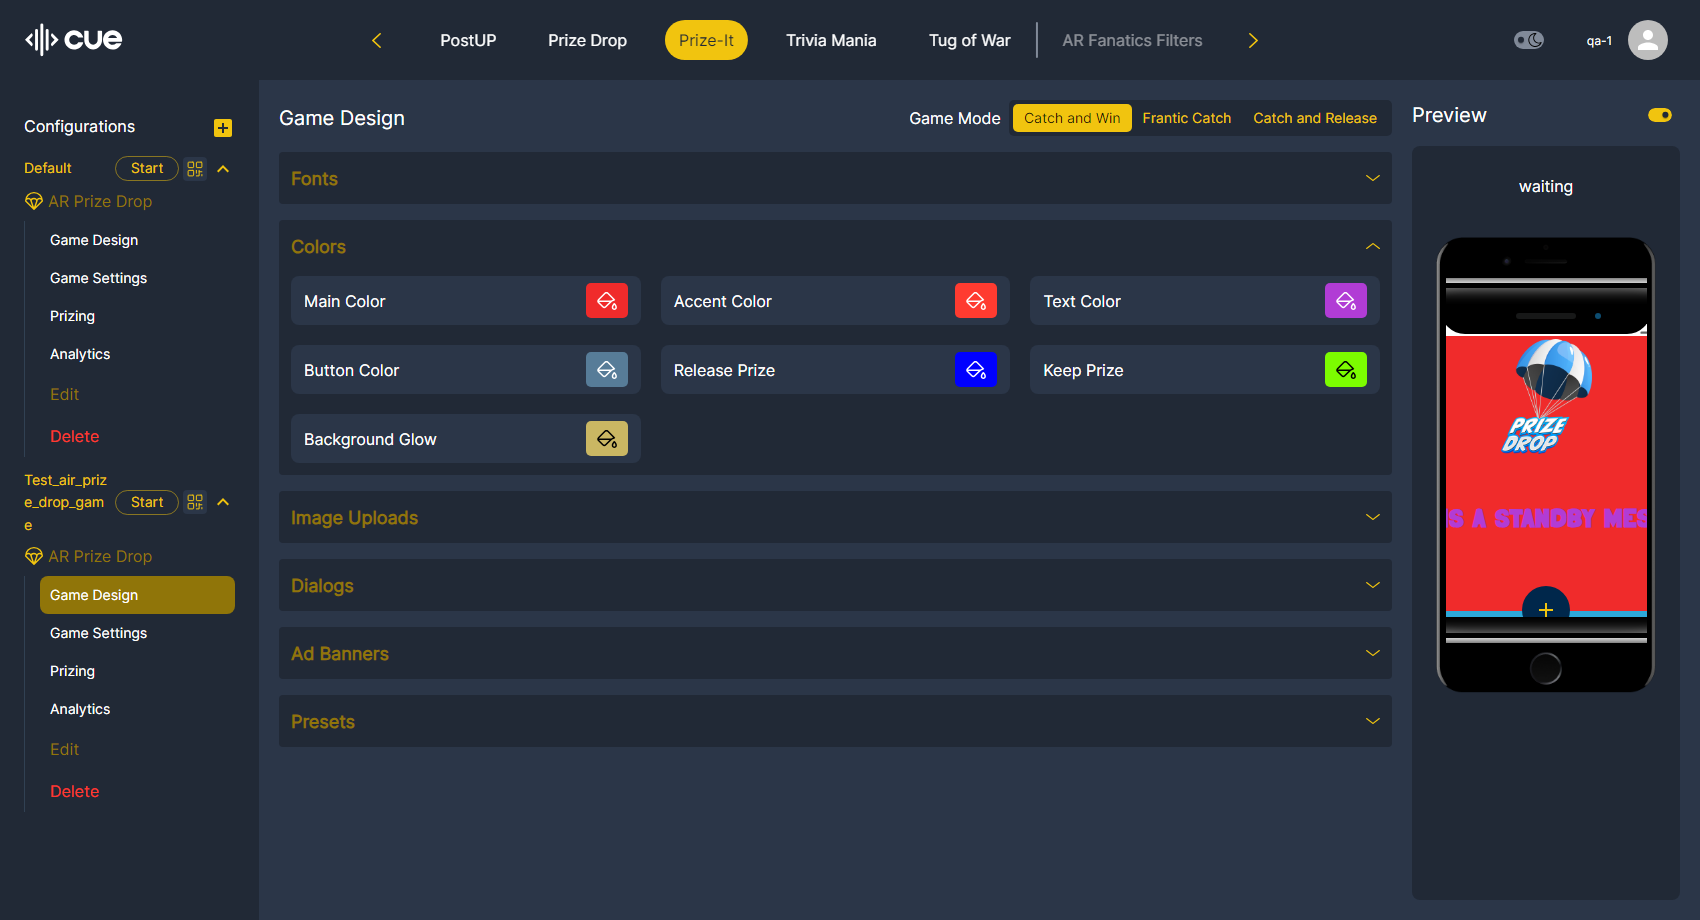 cue
PostUP
Prize Drop
Prize-It
Trivia Mania
Tug of War
AR Fanatics Filters
qa-1
Configurations
Default
Start
AR Prize Drop
Game Design
Game Settings
Prizing
Analytics
Edit
Delete
Test_air_priz
e_drop_gam
e
Start
AR Prize Drop
Game Design
Game Settings
Prizing
Analytics
Edit
Delete
Game Design
Game Mode
Catch and Win
Frantic Catch
Catch and Release
Fonts
Colors
Main Color
Accent Color
Text Color
Button Color
Release Prize
Keep Prize
Background Glow
Image Uploads
Dialogs
Ad Banners
Presets
Preview
waiting
PRIZE
DROP
IS A STANDBY MES